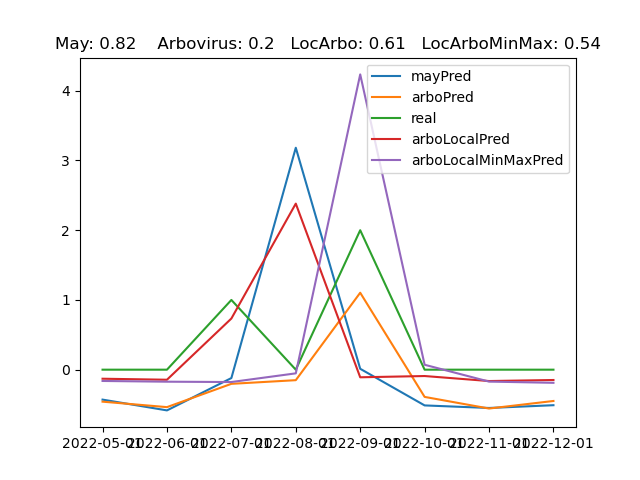 May: 0.82    Arbovirus: 0.2   LocArbo: 0.61   LocArboMinMax: 0.54
mayPred
arboPred
real
arboLocalPred
arboLocalMinMaxPred
4
3
2
1
0
2022-05-01 2022-06-01 2022-07-01 2022-08-01 2022-09-01 2022-10-01 2022-11-01 2022-12-01